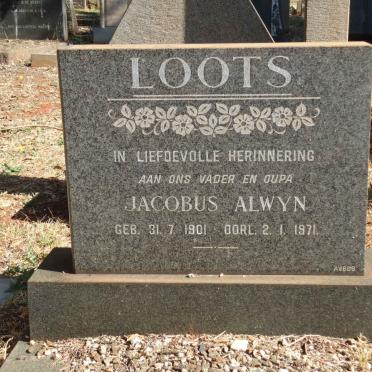 LOOTS
IN LIEFDEVOLLE HERINNERING
AAN ONS VADER EN OUPA
JACOBUS ALWYN
GEB. 31. 7. 1901 OORL. 2. 1. 1971.